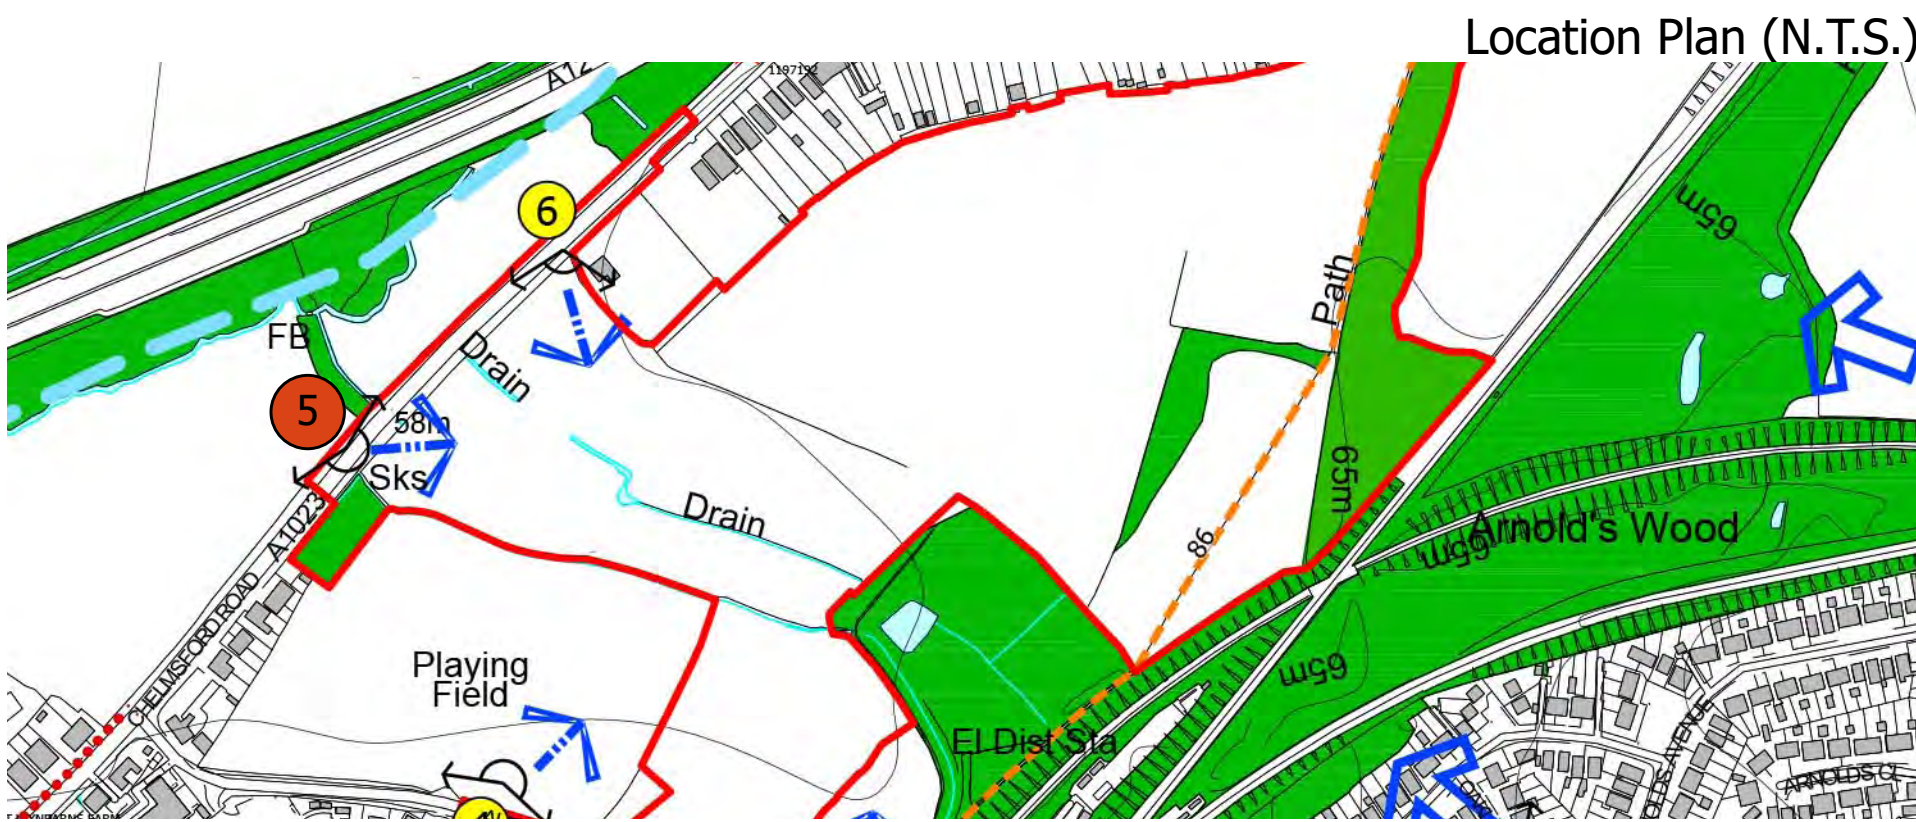 Location Plan (N.T.S.)
A12
1197192
65m
6
Path
FB
Drain
5
58m
Sks
65m
A1023
Drain
86
Arnold's Wood
65m
CHELMSFORD ROAD
65m
Playing
Field
El Dist Sta
ARNOLDS CL